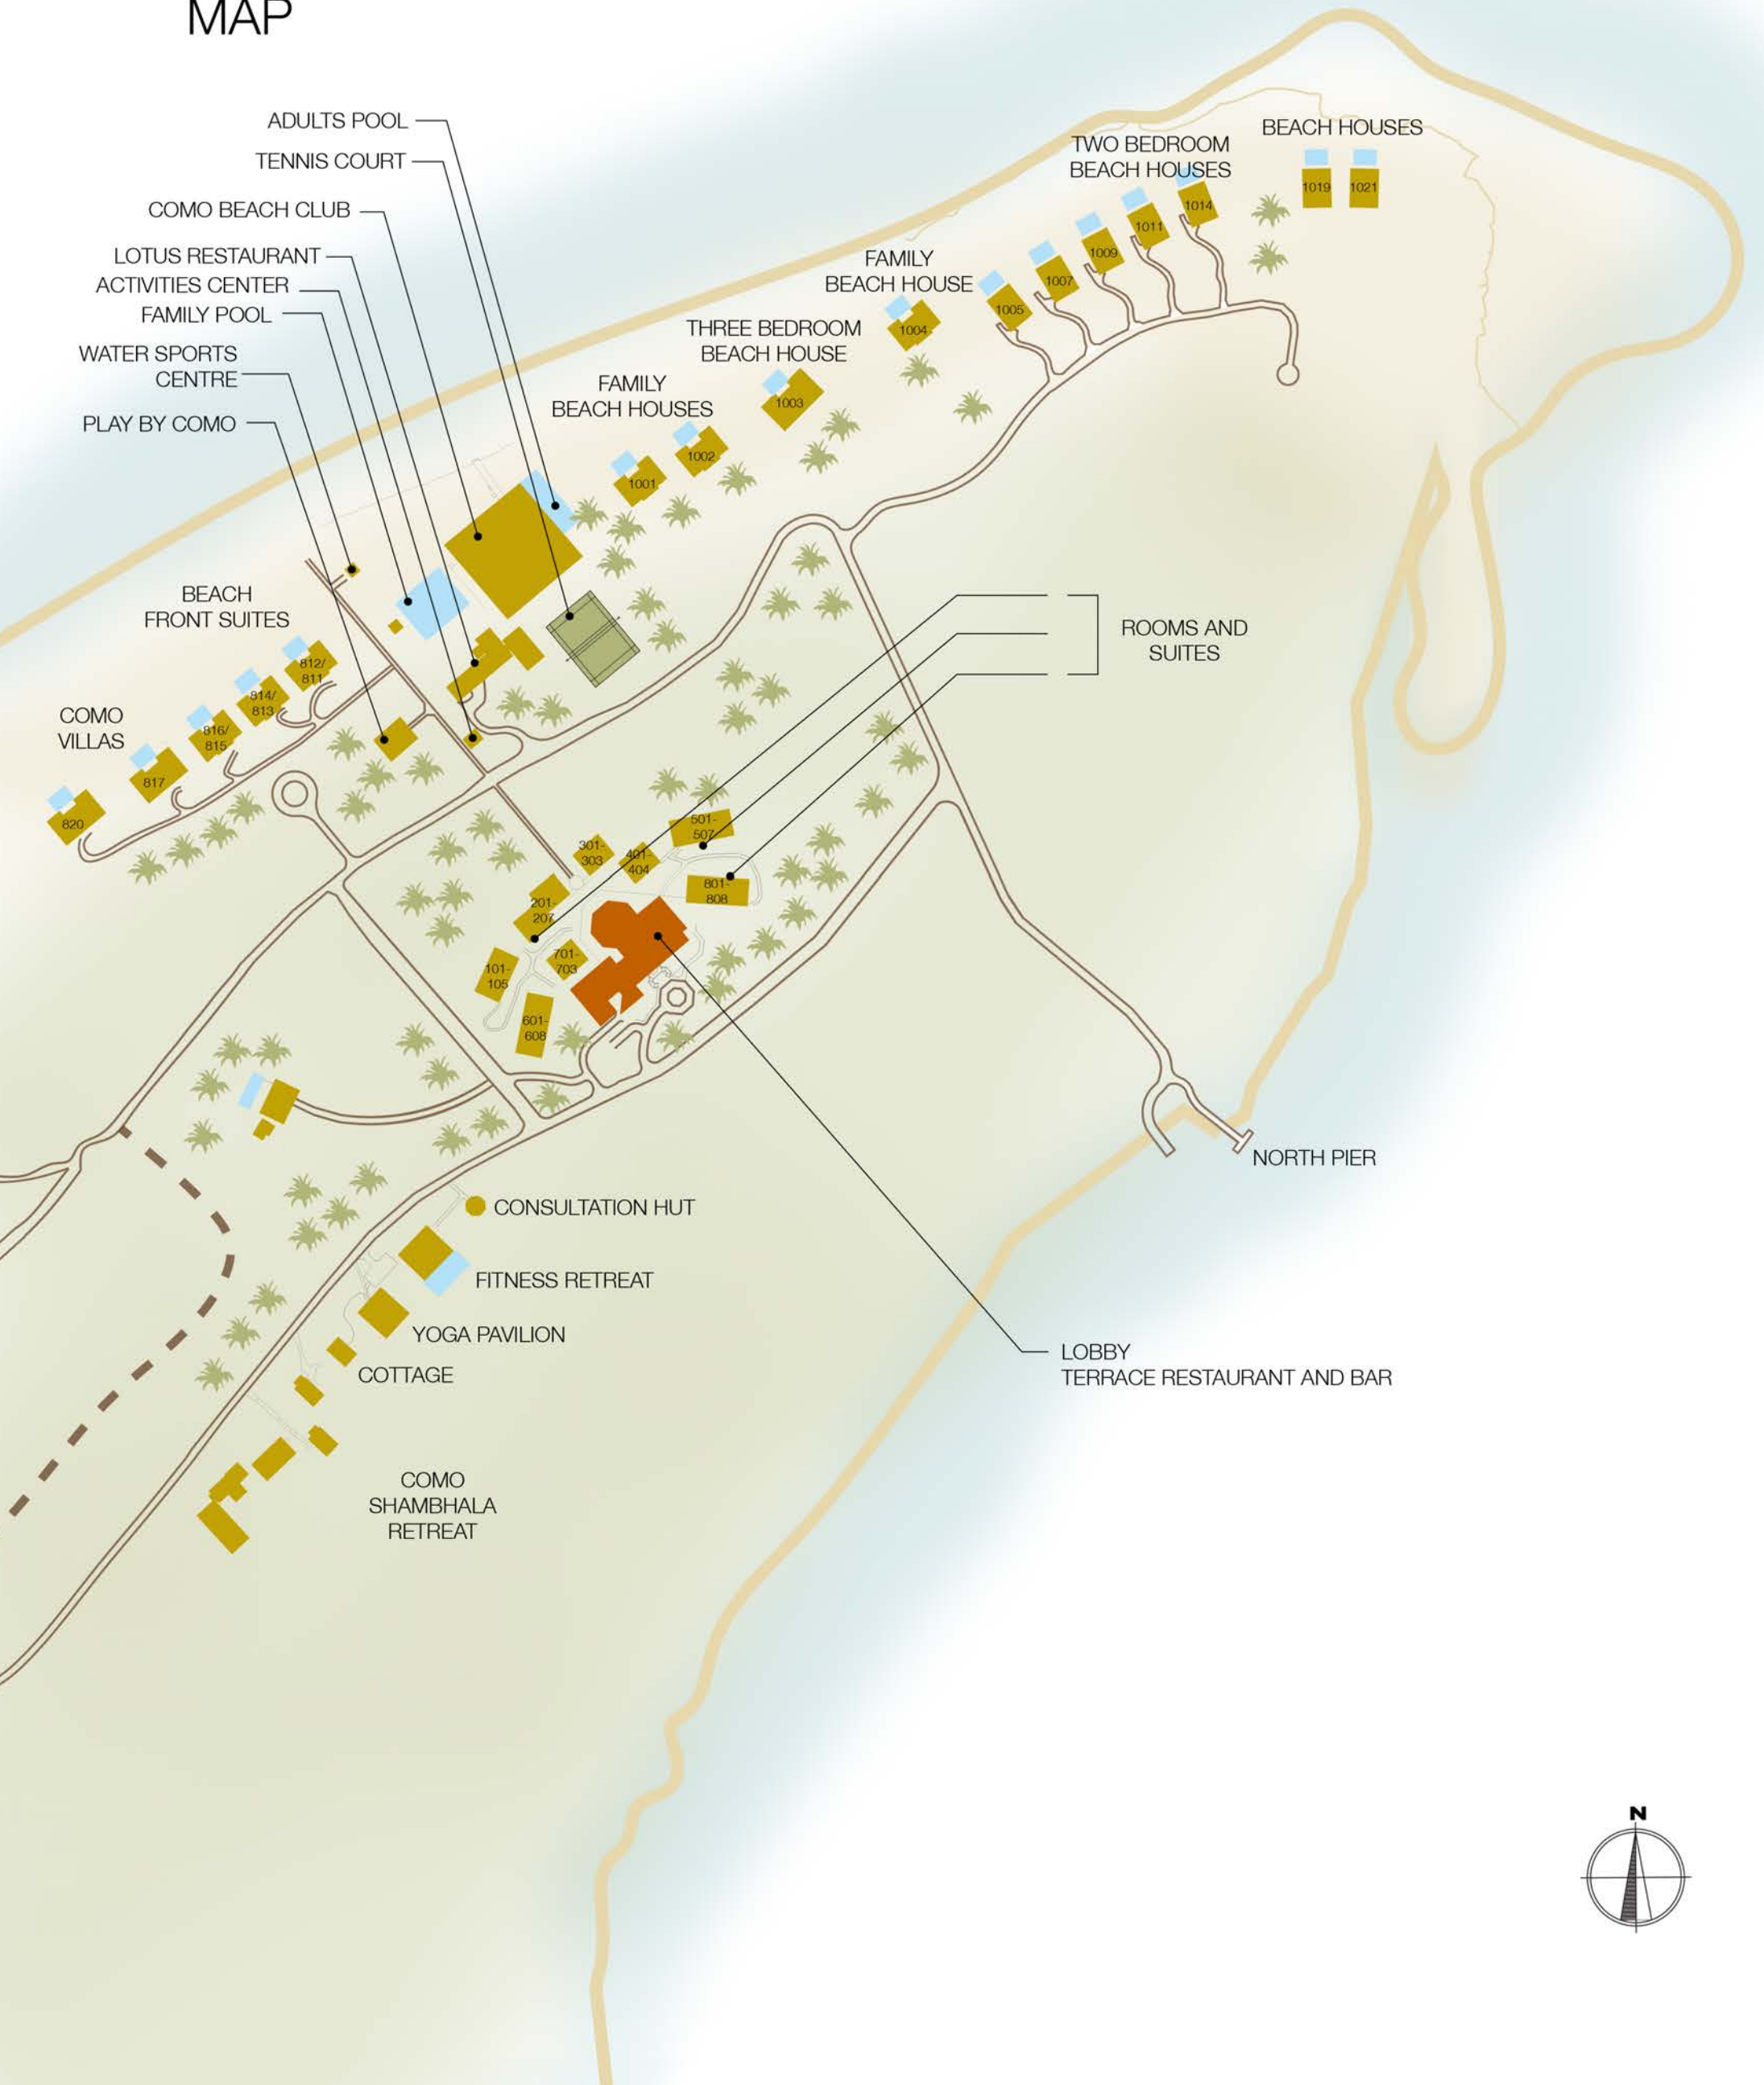 MAP
ADULTS POOL
TENNIS COURT
COMO BEACH CLUB
LOTUS RESTAURANT
ACTIVITIES CENTER
FAMILY POOL
WATER SPORTS
CENTRE
PLAY BY COMO
BEACH HOUSES
1019
1021
TWO BEDROOM
BEACH HOUSES
1014
1011
1009
1007
1005
FAMILY
BEACH HOUSE
1004
THREE BEDROOM
BEACH HOUSE
1003
FAMILY
BEACH HOUSES
1002
1001
BEACH
FRONT SUITES
812/
811
814/
813
816/
815
COMO
VILLAS
817
820
ROOMS AND
SUITES
501-
507
301-
303
401-
404
801-
808
201-
207
701-
703
101-
105
601-
608
NORTH PIER
CONSULTATION HUT
FITNESS RETREAT
YOGA PAVILION
COTTAGE
LOBBY
TERRACE RESTAURANT AND BAR
COMO
SHAMBHALA
RETREAT
N